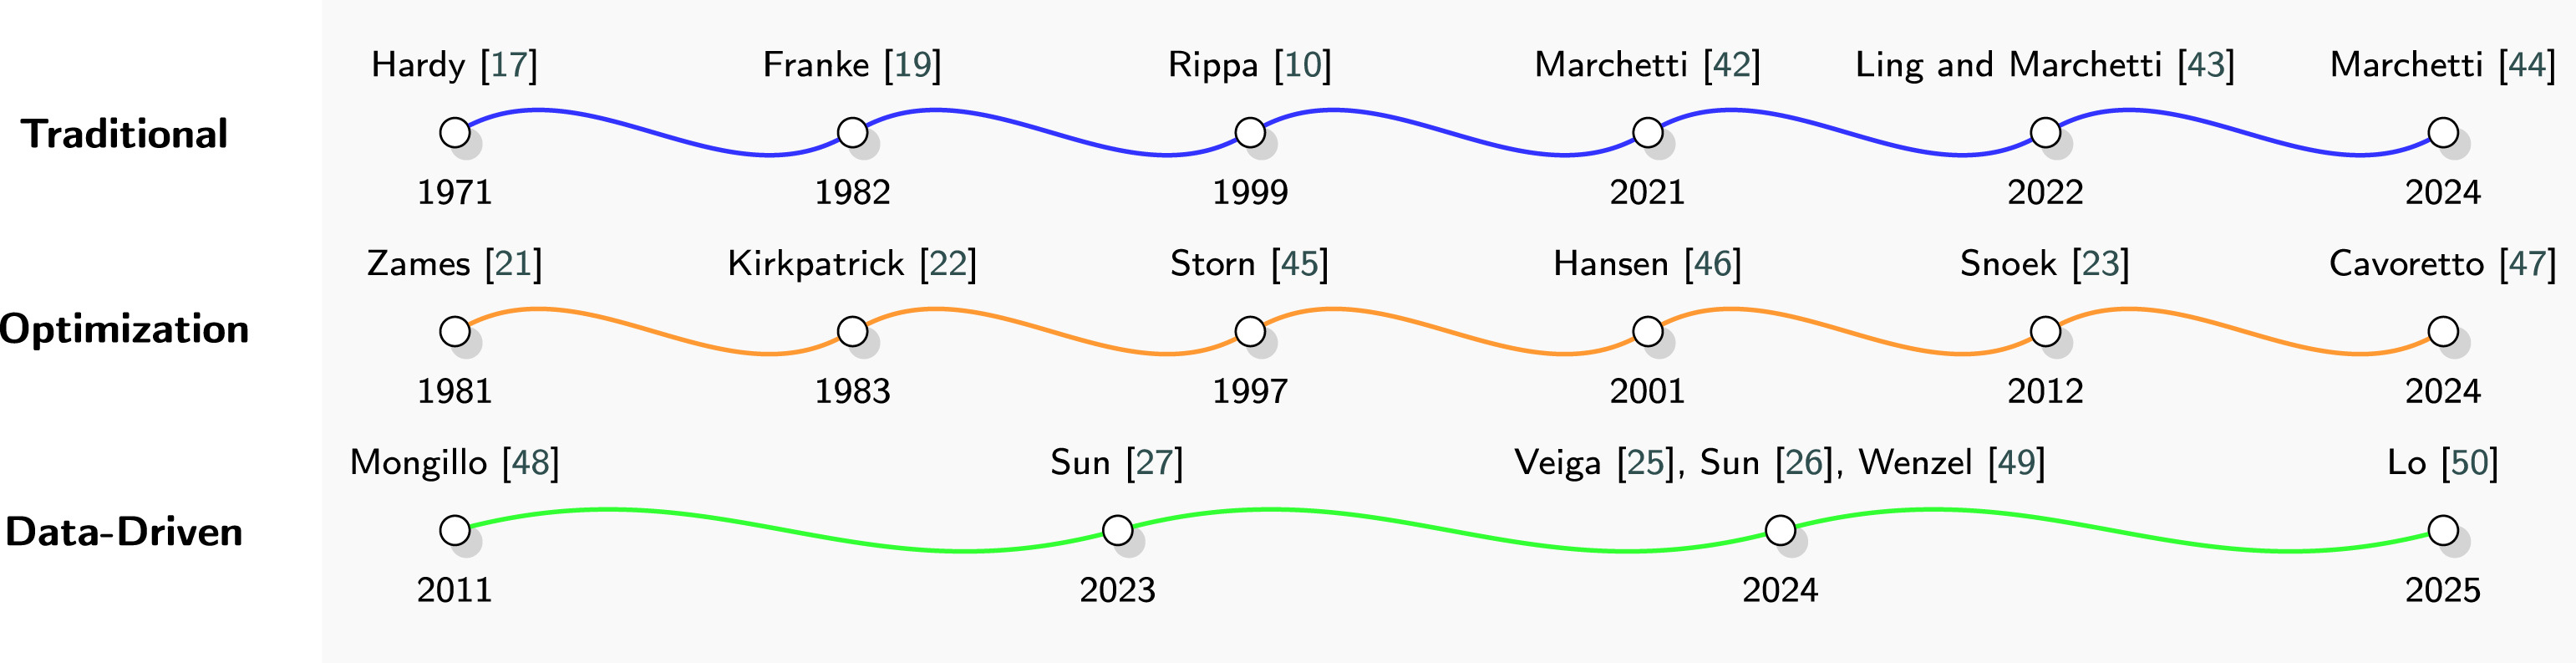 Hardy [17] Franke [19] Rippa [10] Marchetti [42] Ling and Marchetti [43] Marchetti [44]
Traditional
1971 1982 1999 2021 2022 2024
Zames [21] Kirkpatrick [22] Storn [45] Hansen [46] Snoek [23] Cavoretto [47]
Optimization
1981 1983 1997 2001 2012 2024
Mongillo [48] Sun [27] Veiga [25], Sun [26], Wenzel [49] Lo [50]
Data-Driven
2011 2023 2024 2025